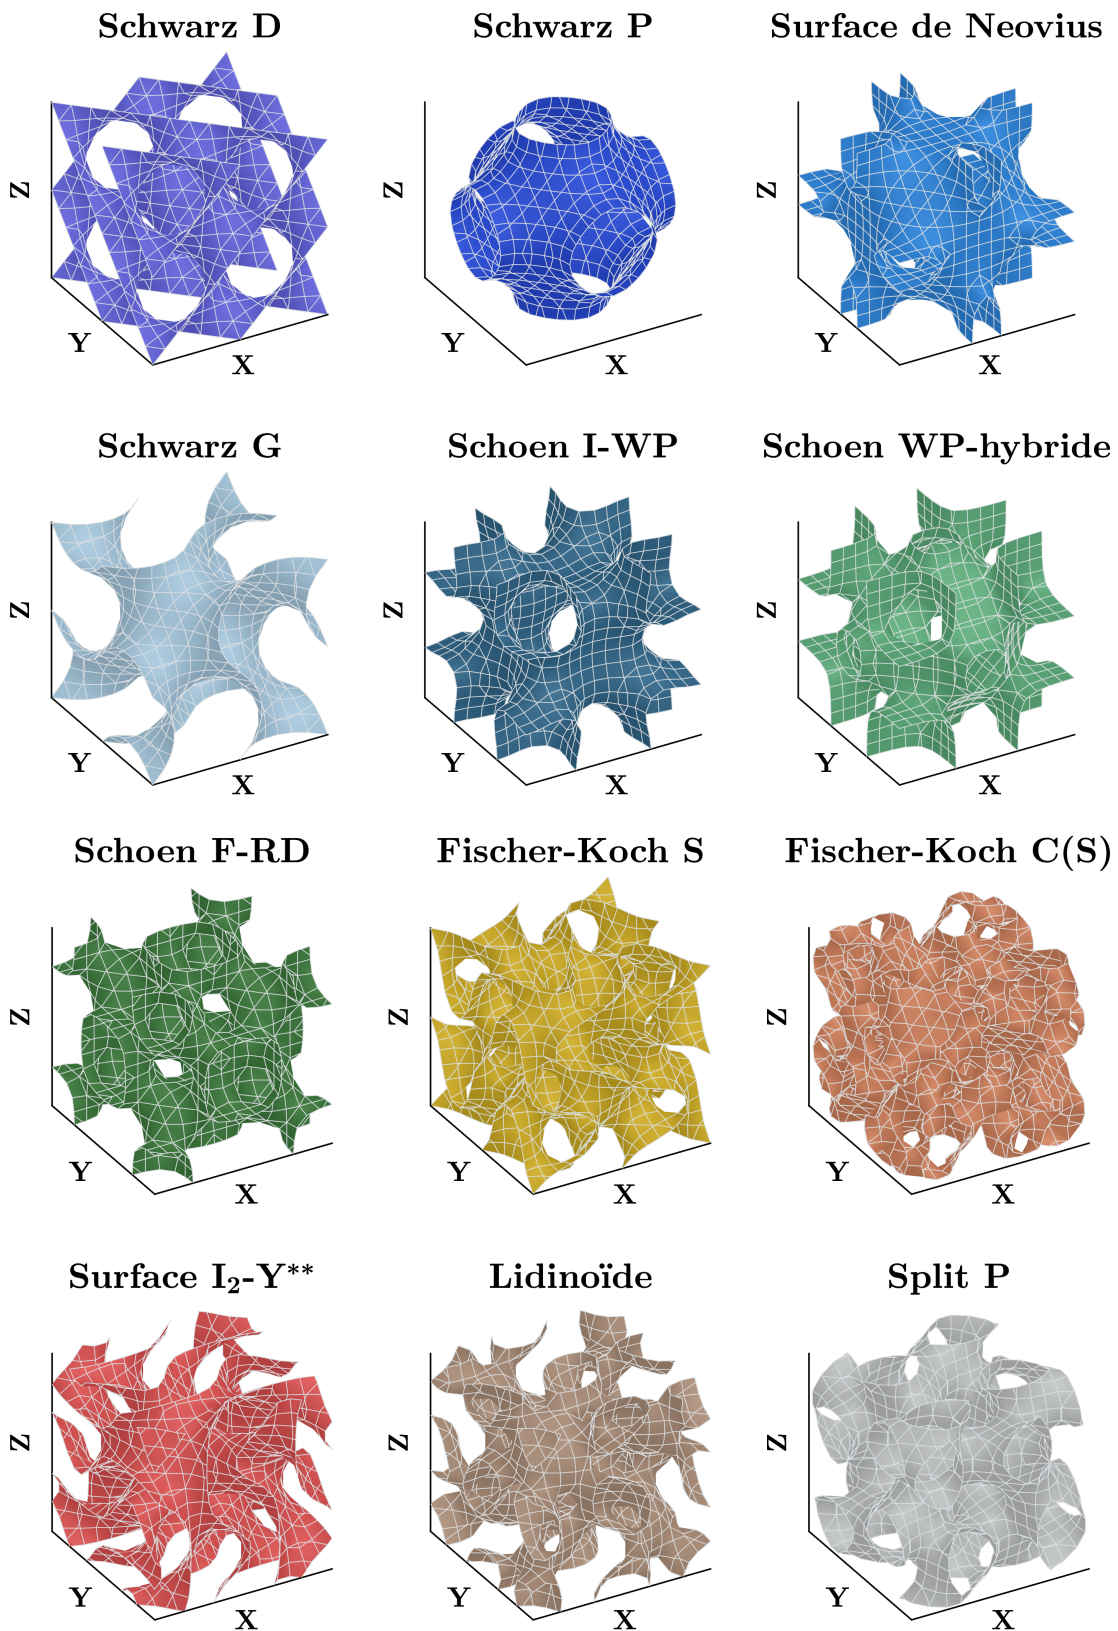 Schwarz D
Schwarz P
Surface de Neovius
Z
Y
X
Z
Y
X
Z
Y
X
Schwarz G
Schoen I-WP
Schoen WP-hybride
Z
Y
X
Z
Y
X
Z
Y
X
Schoen F-RD
Fischer-Koch S
Fischer-Koch C(S)
Z
Y
X
Z
Y
X
Z
Y
X
Surface I₂-Y**
Lidinoïde
Split P
Z
Y
X
Z
Y
X
Z
Y
X